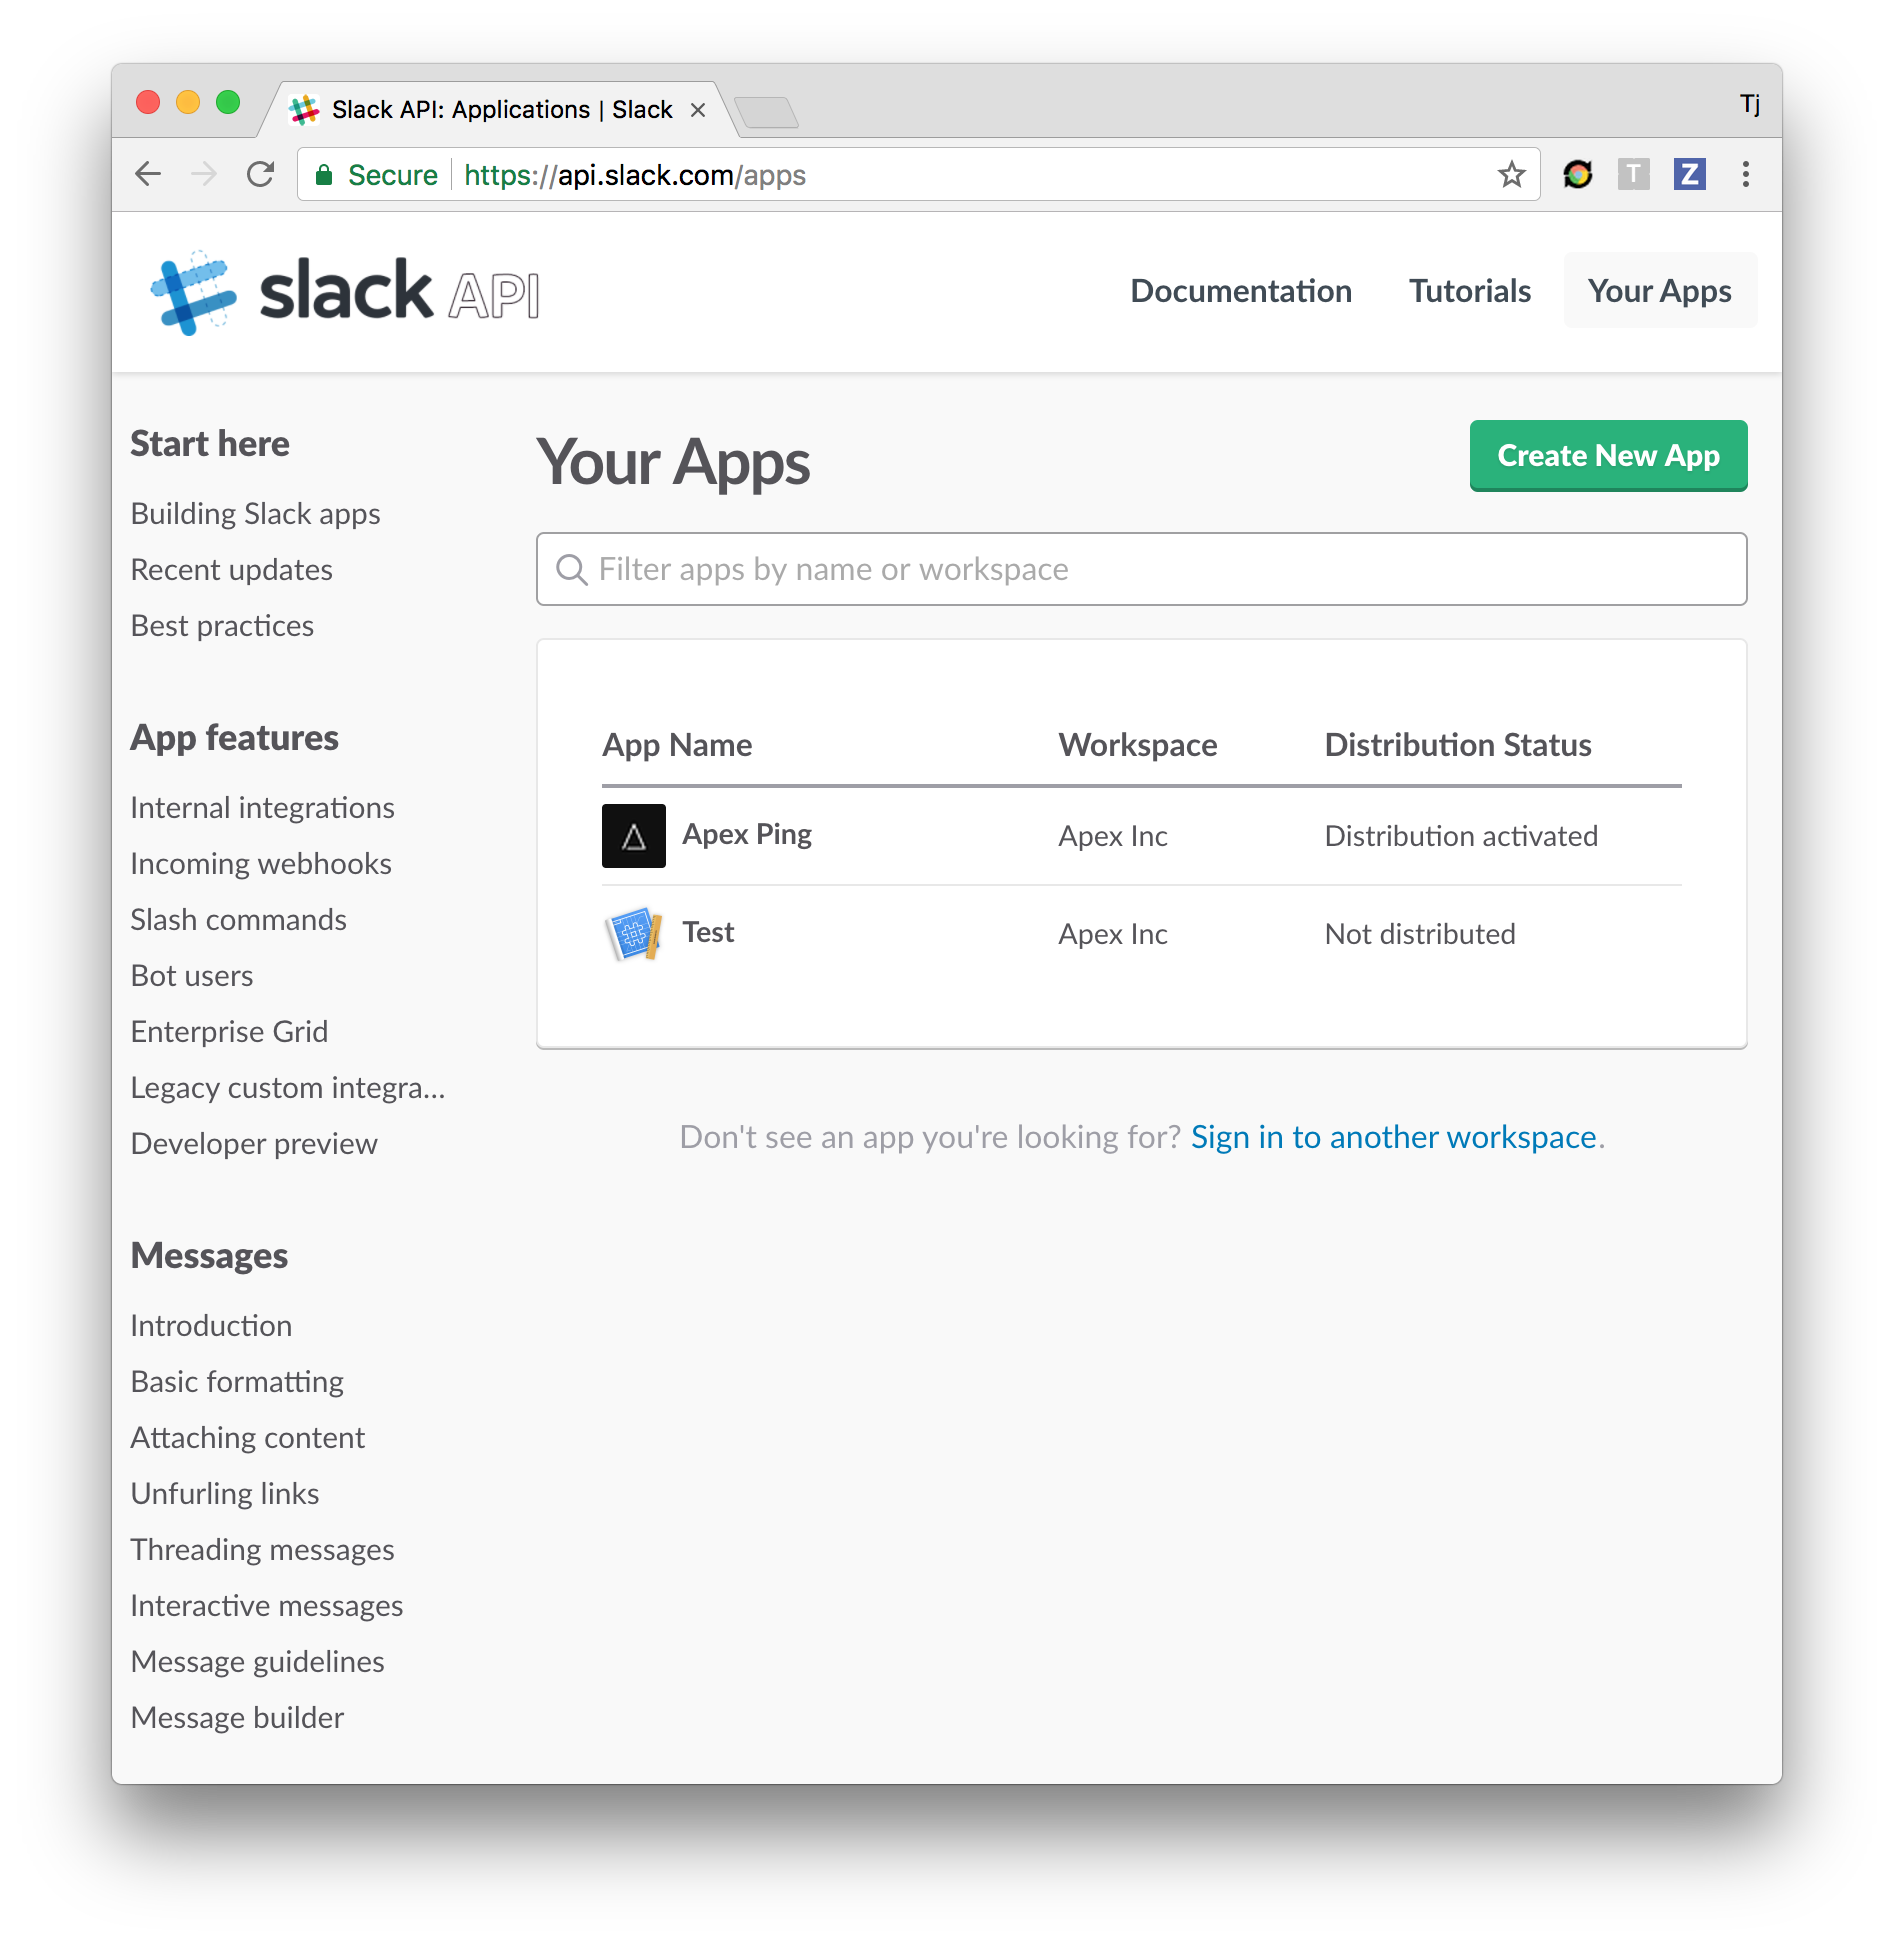 Slack API: Applications | Slack
Tj
Secure https://api.slack.com/apps
T
Z
slack API
Documentation
Tutorials
Your Apps
Start here
Building Slack apps
Recent updates
Best practices
App features
Internal integrations
Incoming webhooks
Slash commands
Bot users
Enterprise Grid
Legacy custom integra...
Developer preview
Messages
Introduction
Basic formatting
Attaching content
Unfurling links
Threading messages
Interactive messages
Message guidelines
Message builder
Your Apps
Create New App
Filter apps by name or workspace
App Name Workspace Distribution Status
Apex Ping Apex Inc Distribution activated
Test Apex Inc Not distributed
Don't see an app you're looking for? Sign in to another workspace.